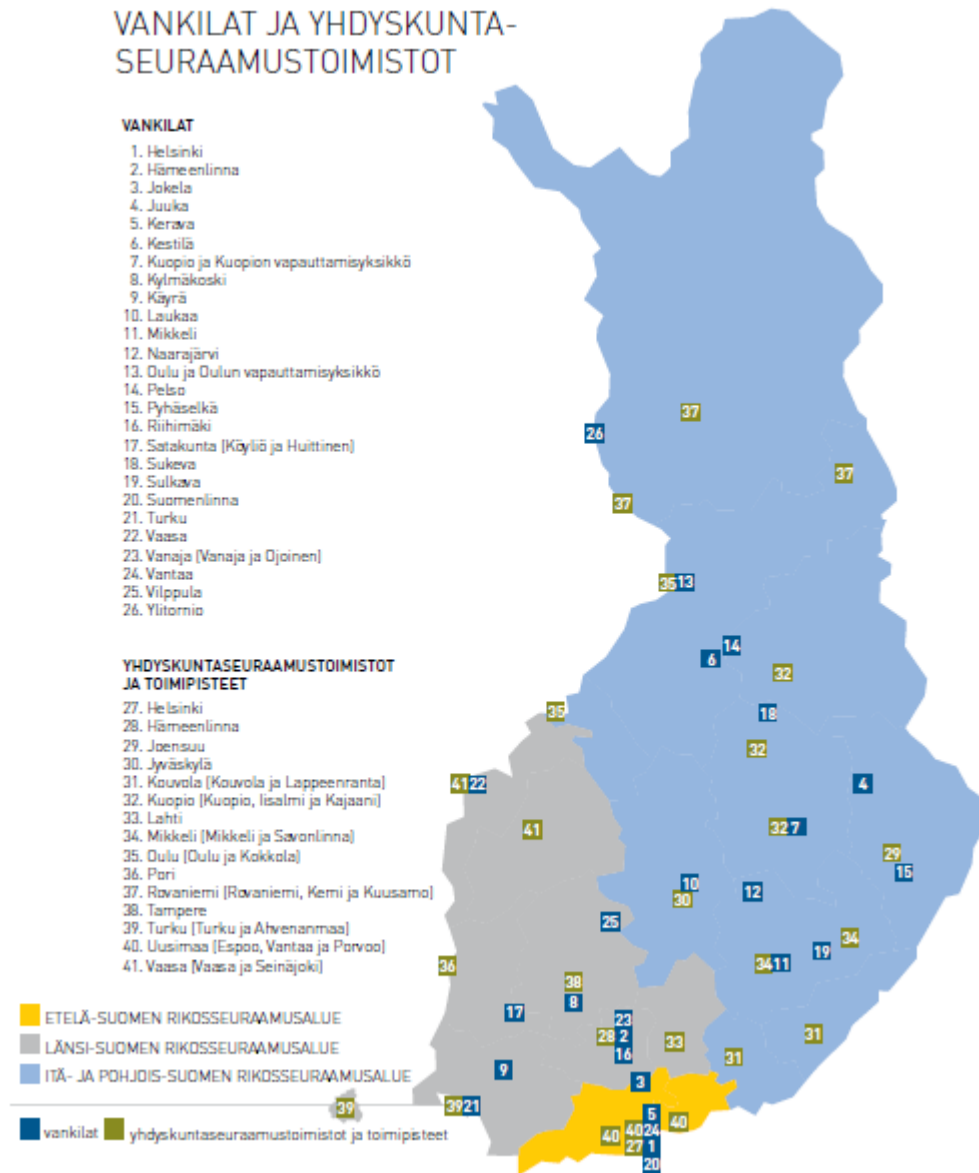 VANKILAT JA YHDYSKUNTA-
SEURAAMUSTOIMISTOT
VANKILAT
1. Helsinki
2. Hämeenlinna
3. Jokela
4. Juuka
5. Kerava
6. Kestilä
7. Kuopio ja Kuopion vapauttamisyksikkö
8. Kylmäkoski
9. Käyrä
10. Laukaa
11. Mikkeli
12. Naarajärvi
13. Oulu ja Oulun vapauttamisyksikkö
14. Pelso
15. Pyhäselkä
16. Riihimäki
17. Satakunta (Köyliö ja Huittinen)
18. Sukeva
19. Sulkava
20. Suomenlinna
21. Turku
22. Vaasa
23. Vanaja (Vanaja ja Ojoinen)
24. Vantaa
25. Vilppula
26. Ylitornio
YHDYSKUNTASEURAAMUSTOIMISTOT
JA TOIMIPISTEET
27. Helsinki
28. Hämeenlinna
29. Joensuu
30. Jyväskylä
31. Kouvola (Kouvola ja Lappeenranta)
32. Kuopio (Kuopio, Iisalmi ja Kajaani)
33. Lahti
34. Mikkeli (Mikkeli ja Savonlinna)
35. Oulu (Oulu ja Kokkola)
36. Pori
37. Rovaniemi (Rovaniemi, Kemi ja Kuusamo)
38. Tampere
39. Turku (Turku ja Ahvenanmaa)
40. Uusimaa (Espoo, Vantaa ja Porvoo)
41. Vaasa (Vaasa ja Seinäjoki)
ETELÄ-SUOMEN RIKOSSEURAAMUSALUE
LÄNSI-SUOMEN RIKOSSEURAAMUSALUE
ITÄ- JA POHJOIS-SUOMEN RIKOSSEURAAMUSALUE
vankilat yhdyskuntaseuraamustoimistot ja toimipisteet
37
26
37
37
35 13
14
6
32
35
18
32
41 22
4
41
32 7
29
15
10
12
30
25
34
19
36
34 11
38
8
17
23
28 2
33
31
16
31
9
3
39
39 21
5
40
40 24
40
27 1
20